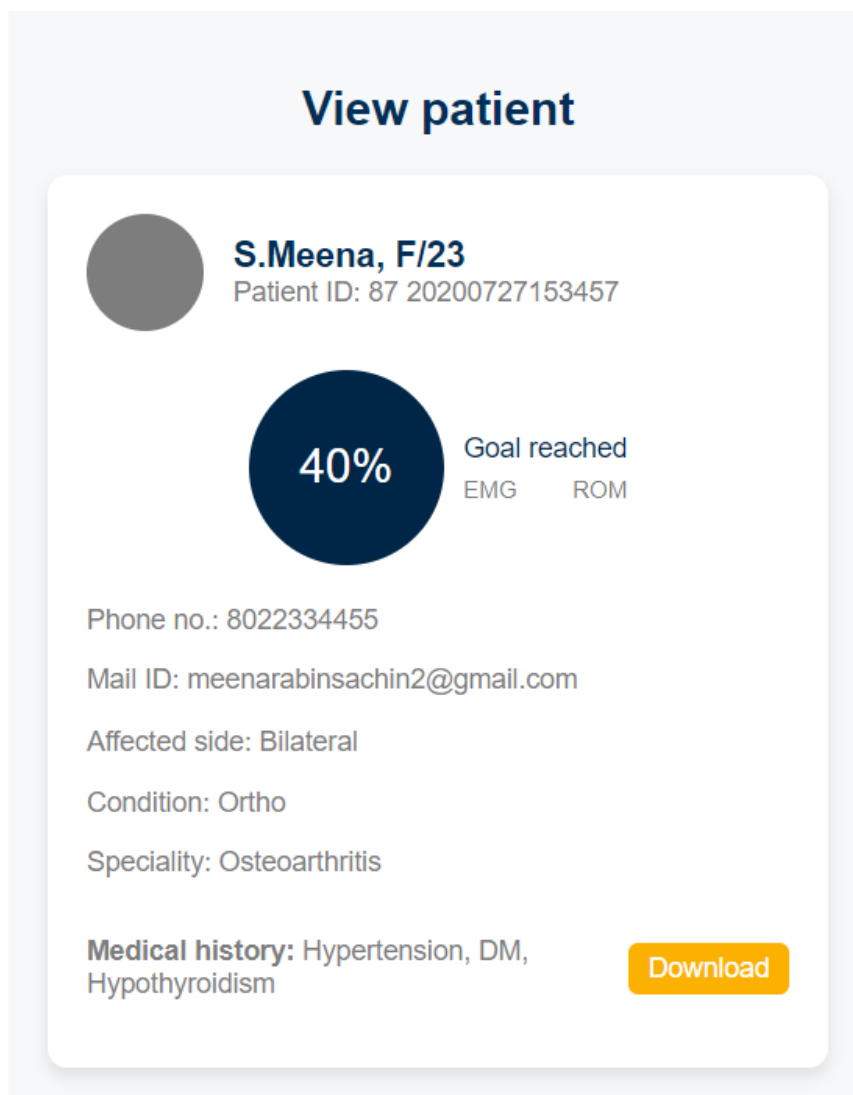 View patient
S.Meena, F/23
Patient ID: 87 20200727153457
40%
Goal reached
EMG ROM
Phone no.: 8022334455
Mail ID: meenarabinsachin2@gmail.com
Affected side: Bilateral
Condition: Ortho
Speciality: Osteoarthritis
Medical history: Hypertension, DM,
Hypothyroidism
Download